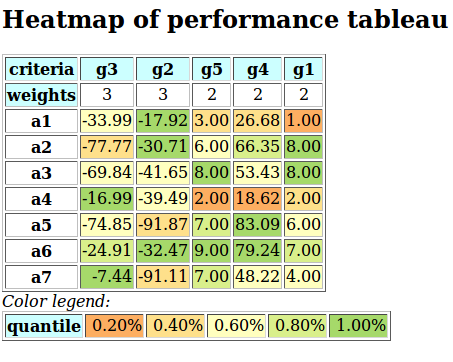 Heatmap of performance tableau
criteria g3 g2 g5 g4 g1
weights 3 3 2 2 2
a1 -33.99 -17.92 3.00 26.68 1.00
a2 -77.77 -30.71 6.00 66.35 8.00
a3 -69.84 -41.65 8.00 53.43 8.00
a4 -16.99 -39.49 2.00 18.62 2.00
a5 -74.85 -91.87 7.00 83.09 6.00
a6 -24.91 -32.47 9.00 79.24 7.00
a7 -7.44 -91.11 7.00 48.22 4.00
Color legend:
quantile 0.20% 0.40% 0.60% 0.80% 1.00%